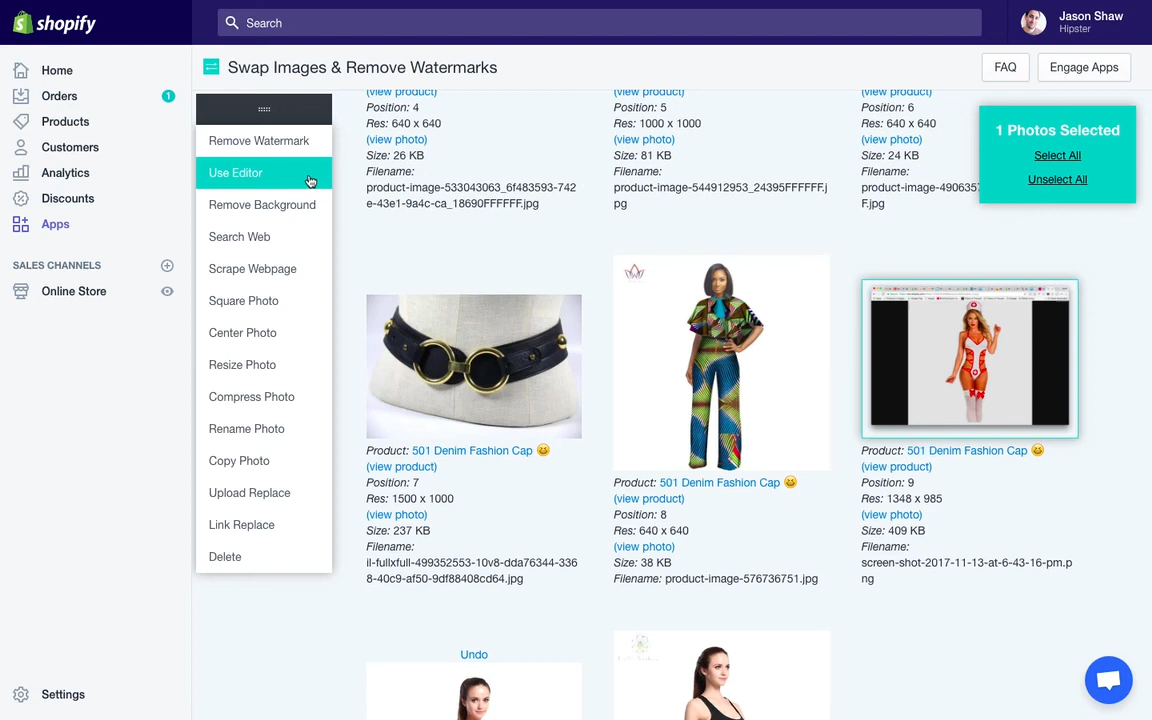 shopify
Search
Jason Shaw
Hipster
Home
Orders
1
Products
Customers
Analytics
Discounts
Apps
SALES CHANNELS
Online Store
Settings
Swap Images & Remove Watermarks
FAQ
Engage Apps
Remove Watermark
Use Editor
Remove Background
Search Web
Scrape Webpage
Square Photo
Center Photo
Resize Photo
Compress Photo
Rename Photo
Copy Photo
Upload Replace
Link Replace
Delete
(view product)
Position: 4
Res: 640 x 640
(view photo)
Size: 26 KB
Filename:
product-image-533043063_6f483593-742
e-43e1-9a4c-ca_18690FFFFFF.jpg
(view product)
Position: 5
Res: 1000 x 1000
(view photo)
Size: 81 KB
Filename:
product-image-544912953_24395FFFFFF.j
pg
(view product)
Position: 6
Res: 640 x 640
(view photo)
Size: 24 KB
Filename:
product-image-490635
F.jpg
1 Photos Selected
Select All
Unselect All
Product: 501 Denim Fashion Cap 😀
(view product)
Position: 7
Res: 1500 x 1000
(view photo)
Size: 237 KB
Filename:
il-fullxfull-499352553-10v8-dda76344-336
8-40c9-af50-9df88408cd64.jpg
Product: 501 Denim Fashion Cap 😀
(view product)
Position: 8
Res: 640 x 640
(view photo)
Size: 38 KB
Filename: product-image-576736751.jpg
Product: 501 Denim Fashion Cap 😀
(view product)
Position: 9
Res: 1348 x 985
(view photo)
Size: 409 KB
Filename:
screen-shot-2017-11-13-at-6-43-16-pm.p
ng
Undo